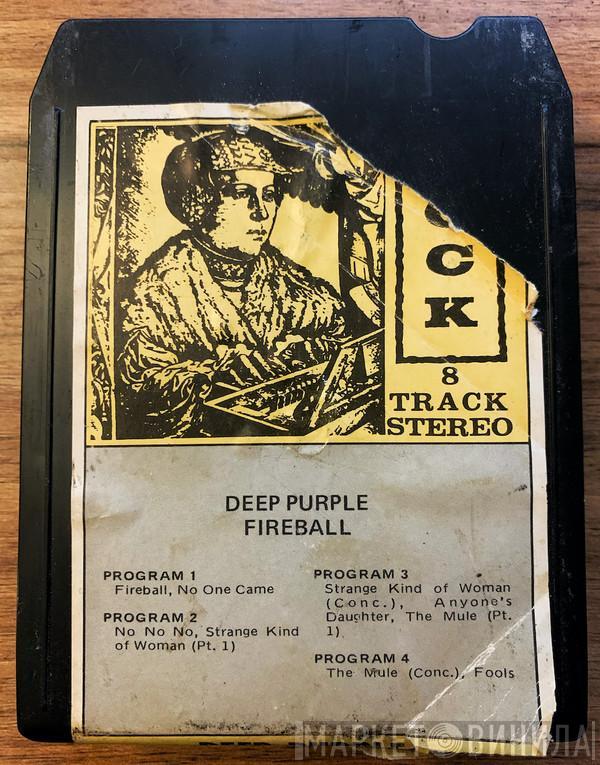 C
K
8
TRACK
STEREO
DEEP PURPLE
FIREBALL
PROGRAM 1
Fireball, No One Came
PROGRAM 2
No No No, Strange Kind
of Woman (Pt. 1)
PROGRAM 3
Strange Kind of Woman
(Conc.), Anyone's
Daughter, The Mule (Pt.
1)
PROGRAM 4
The Mule (Conc.), Fools
МАРКЕТ ВИНИЛА